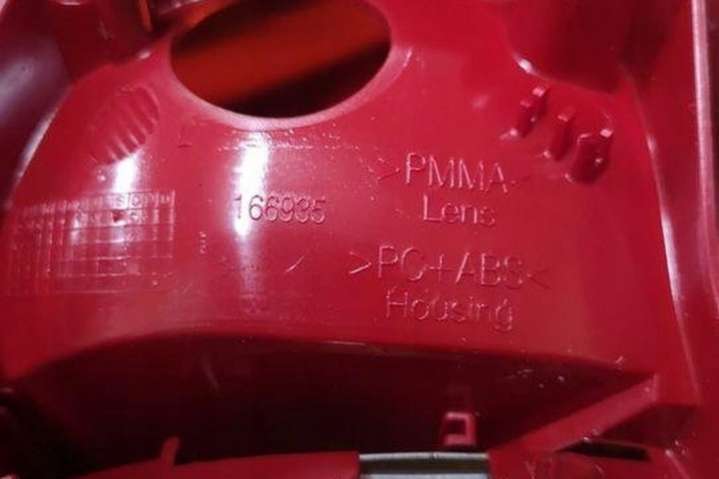 >PMMA<
Lens
166935
>PC+ABS<
Housing